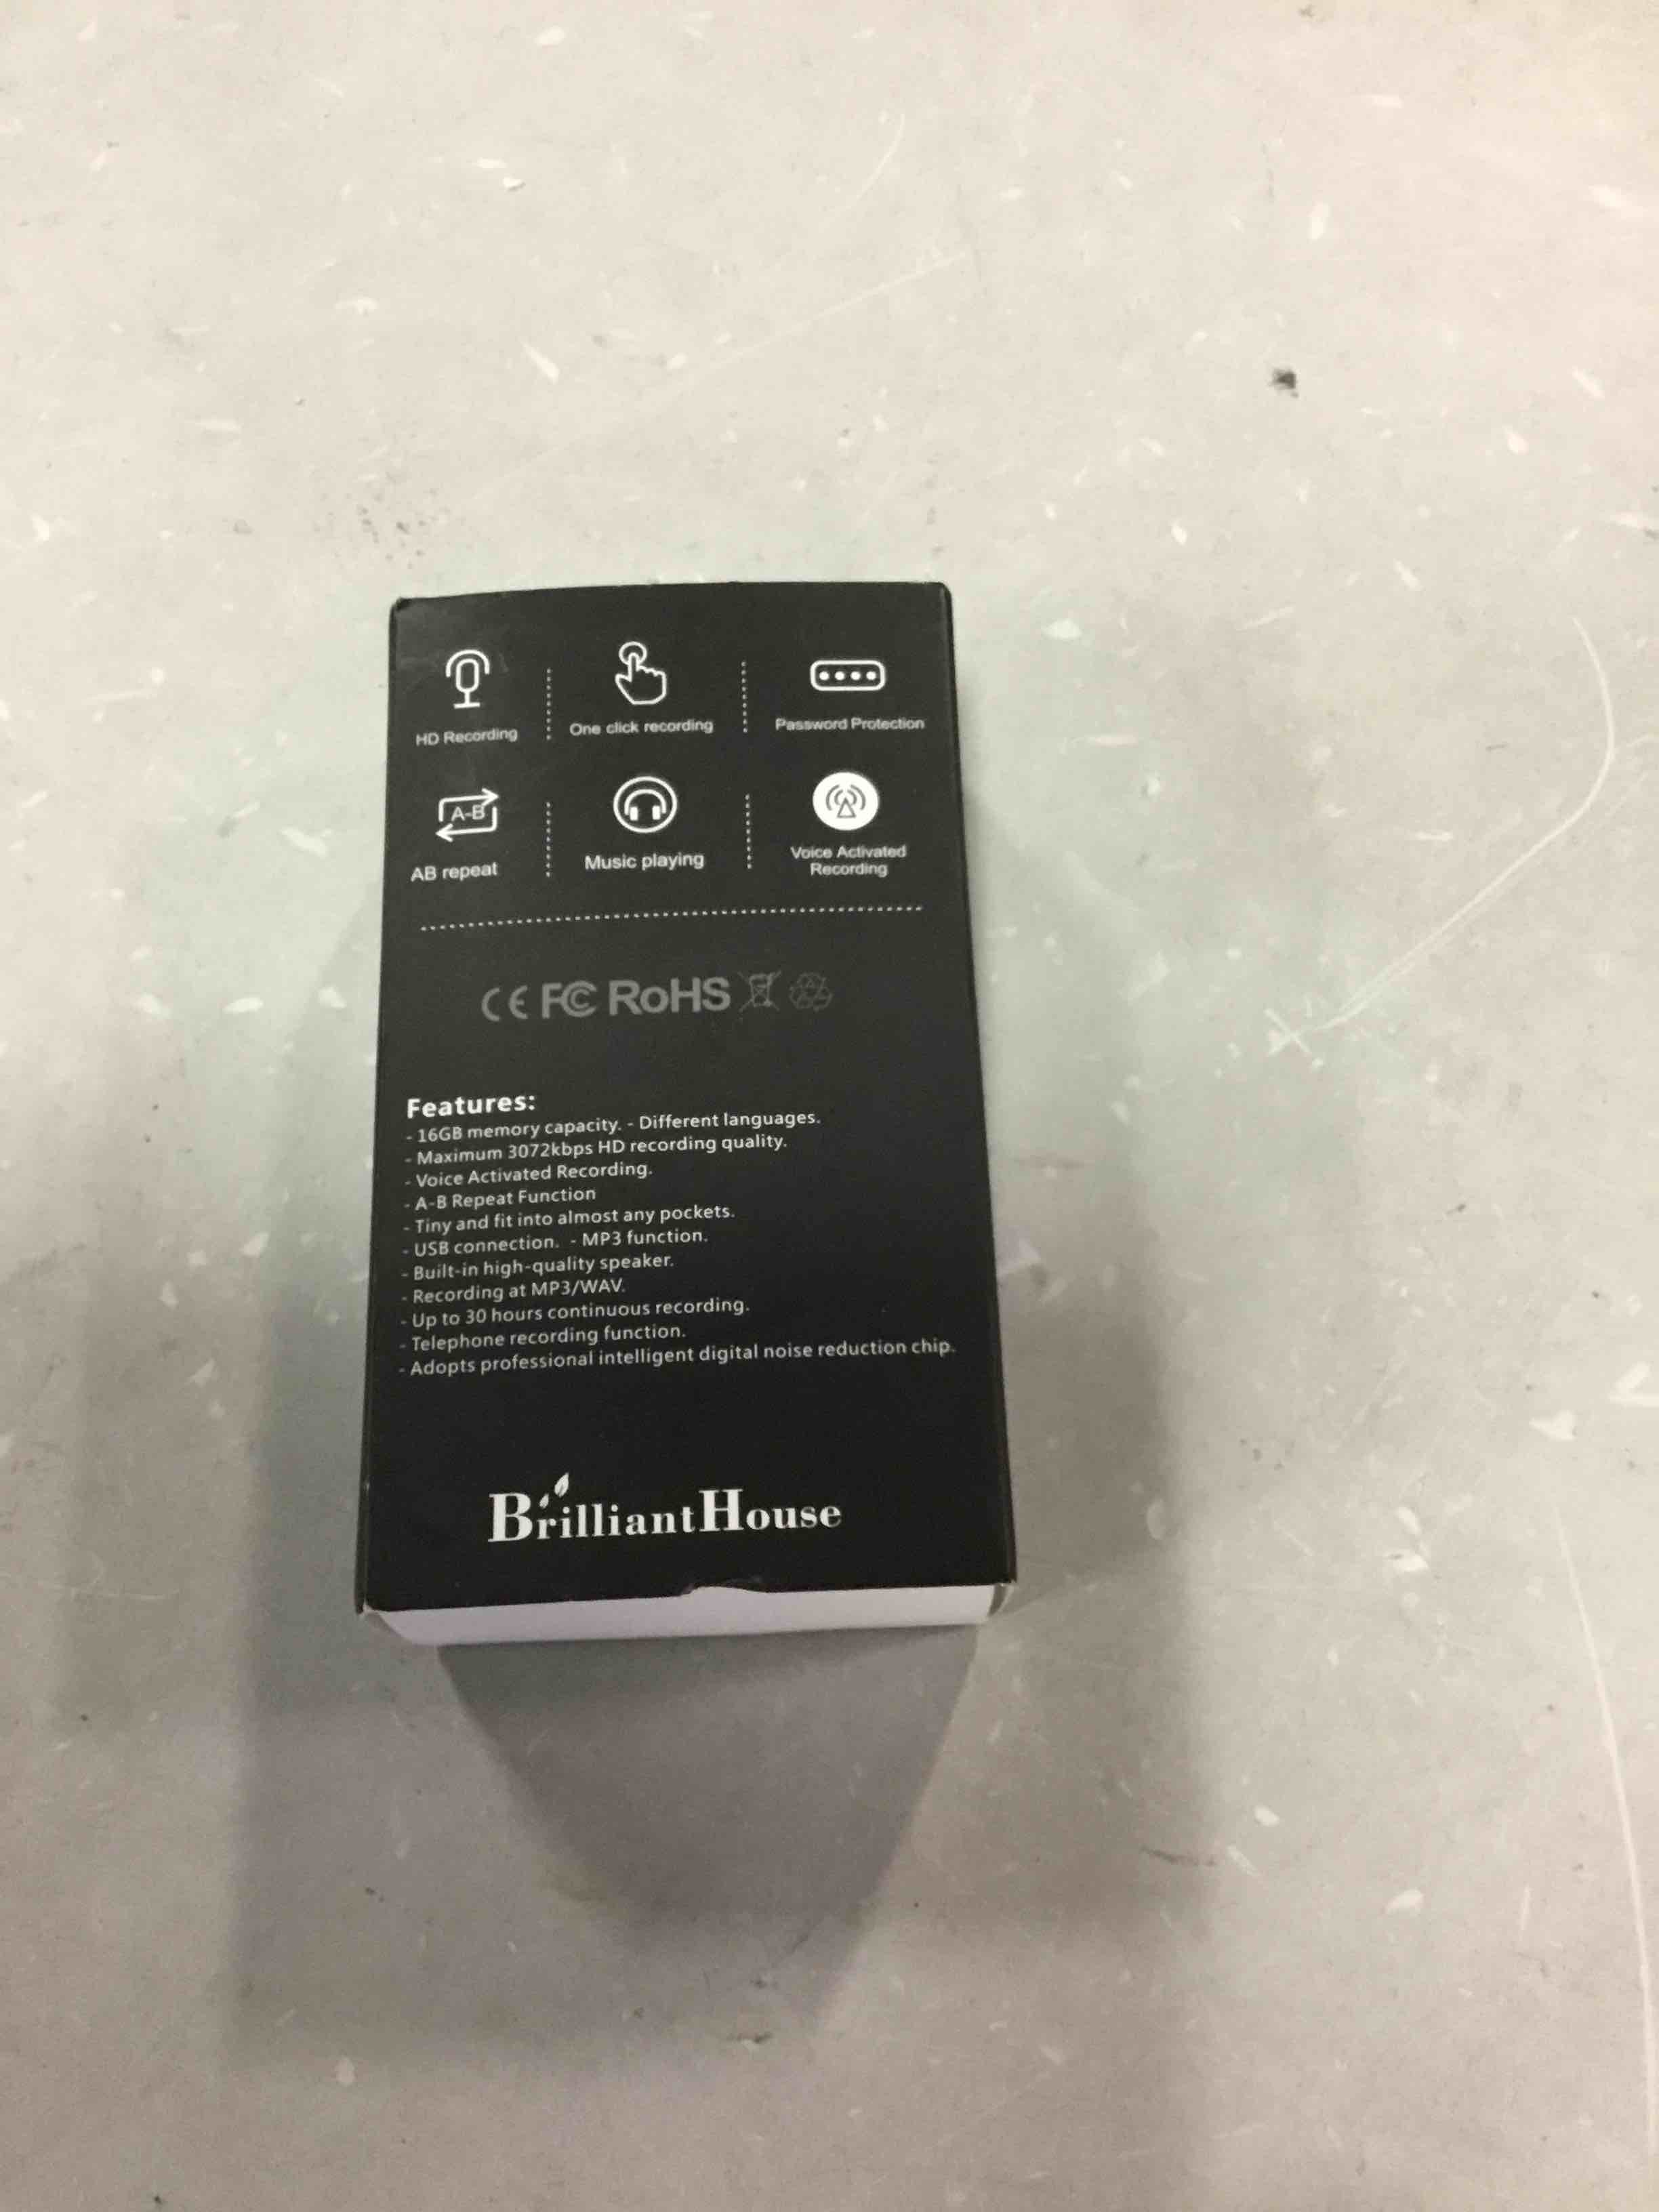 HD Recording
One click recording
Password Protection
A-B
AB repeat
Music playing
Voice Activated
Recording
CE FC RoHS
Features:
- 16GB memory capacity. - Different languages.
- Maximum 3072kbps HD recording quality.
- Voice Activated Recording.
- A-B Repeat Function
- Tiny and fit into almost any pockets.
- USB connection. - MP3 function.
- Built-in high-quality speaker.
- Recording at MP3/WAV.
- Up to 30 hours continuous recording.
- Telephone recording function.
- Adopts professional intelligent digital noise reduction chip.
BrilliantHouse